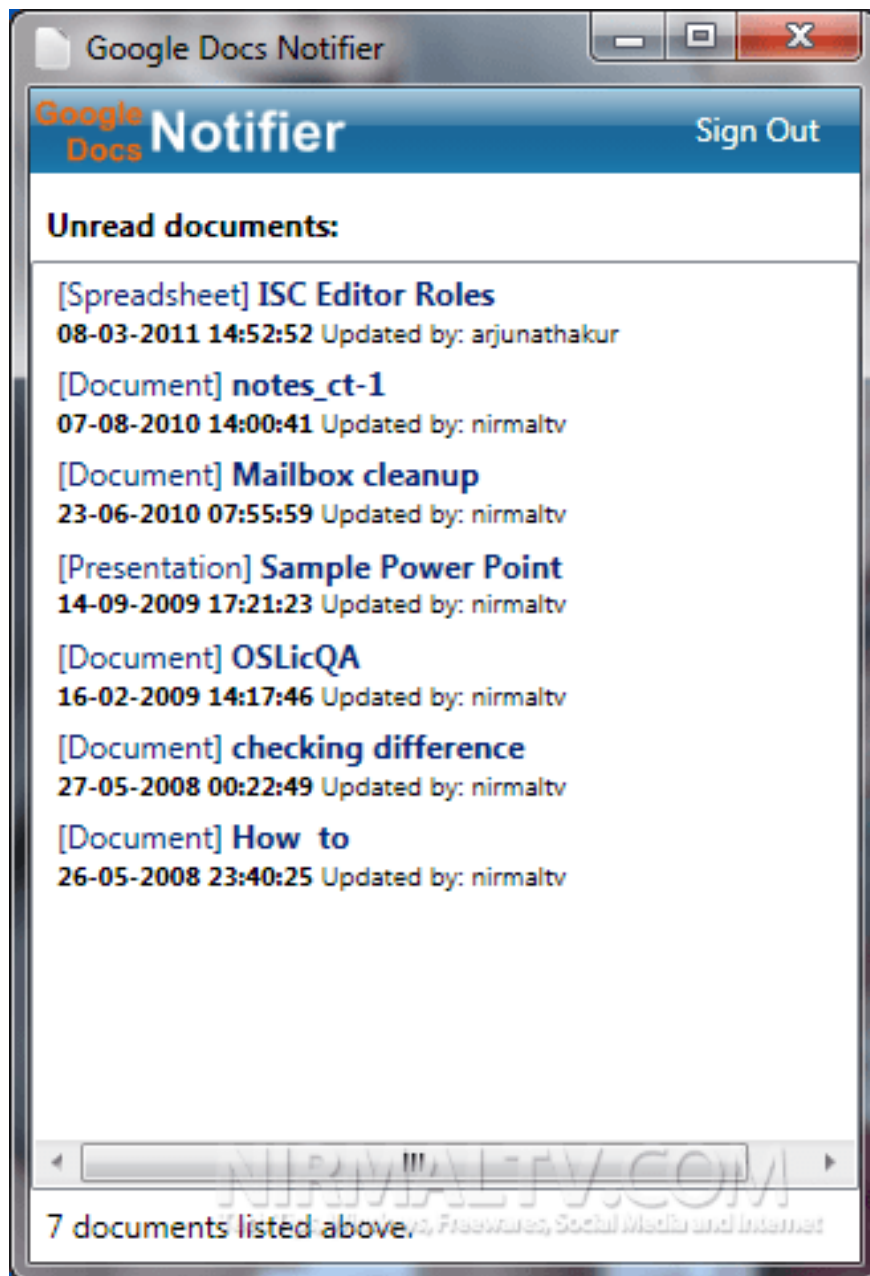 Google Docs Notifier
Google
Docs
Notifier
Sign Out
Unread documents:
[Spreadsheet] ISC Editor Roles
08-03-2011 14:52:52 Updated by: arjunathakur
[Document] notes_ct-1
07-08-2010 14:00:41 Updated by: nirmaltv
[Document] Mailbox cleanup
23-06-2010 07:55:59 Updated by: nirmaltv
[Presentation] Sample Power Point
14-09-2009 17:21:23 Updated by: nirmaltv
[Document] OSLicQA
16-02-2009 14:17:46 Updated by: nirmaltv
[Document] checking difference
27-05-2008 00:22:49 Updated by: nirmaltv
[Document] How  to
26-05-2008 23:40:25 Updated by: nirmaltv
NIRMALTV.COM
7 documents listed above.
Freewares, Social Media and Internet